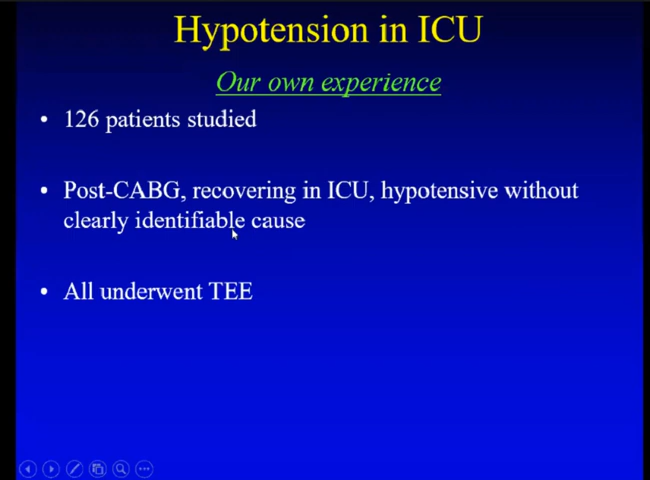 Hypotension in ICU
Our own experience
• 126 patients studied
• Post-CABG, recovering in ICU, hypotensive without
clearly identifiable cause
• All underwent TEE